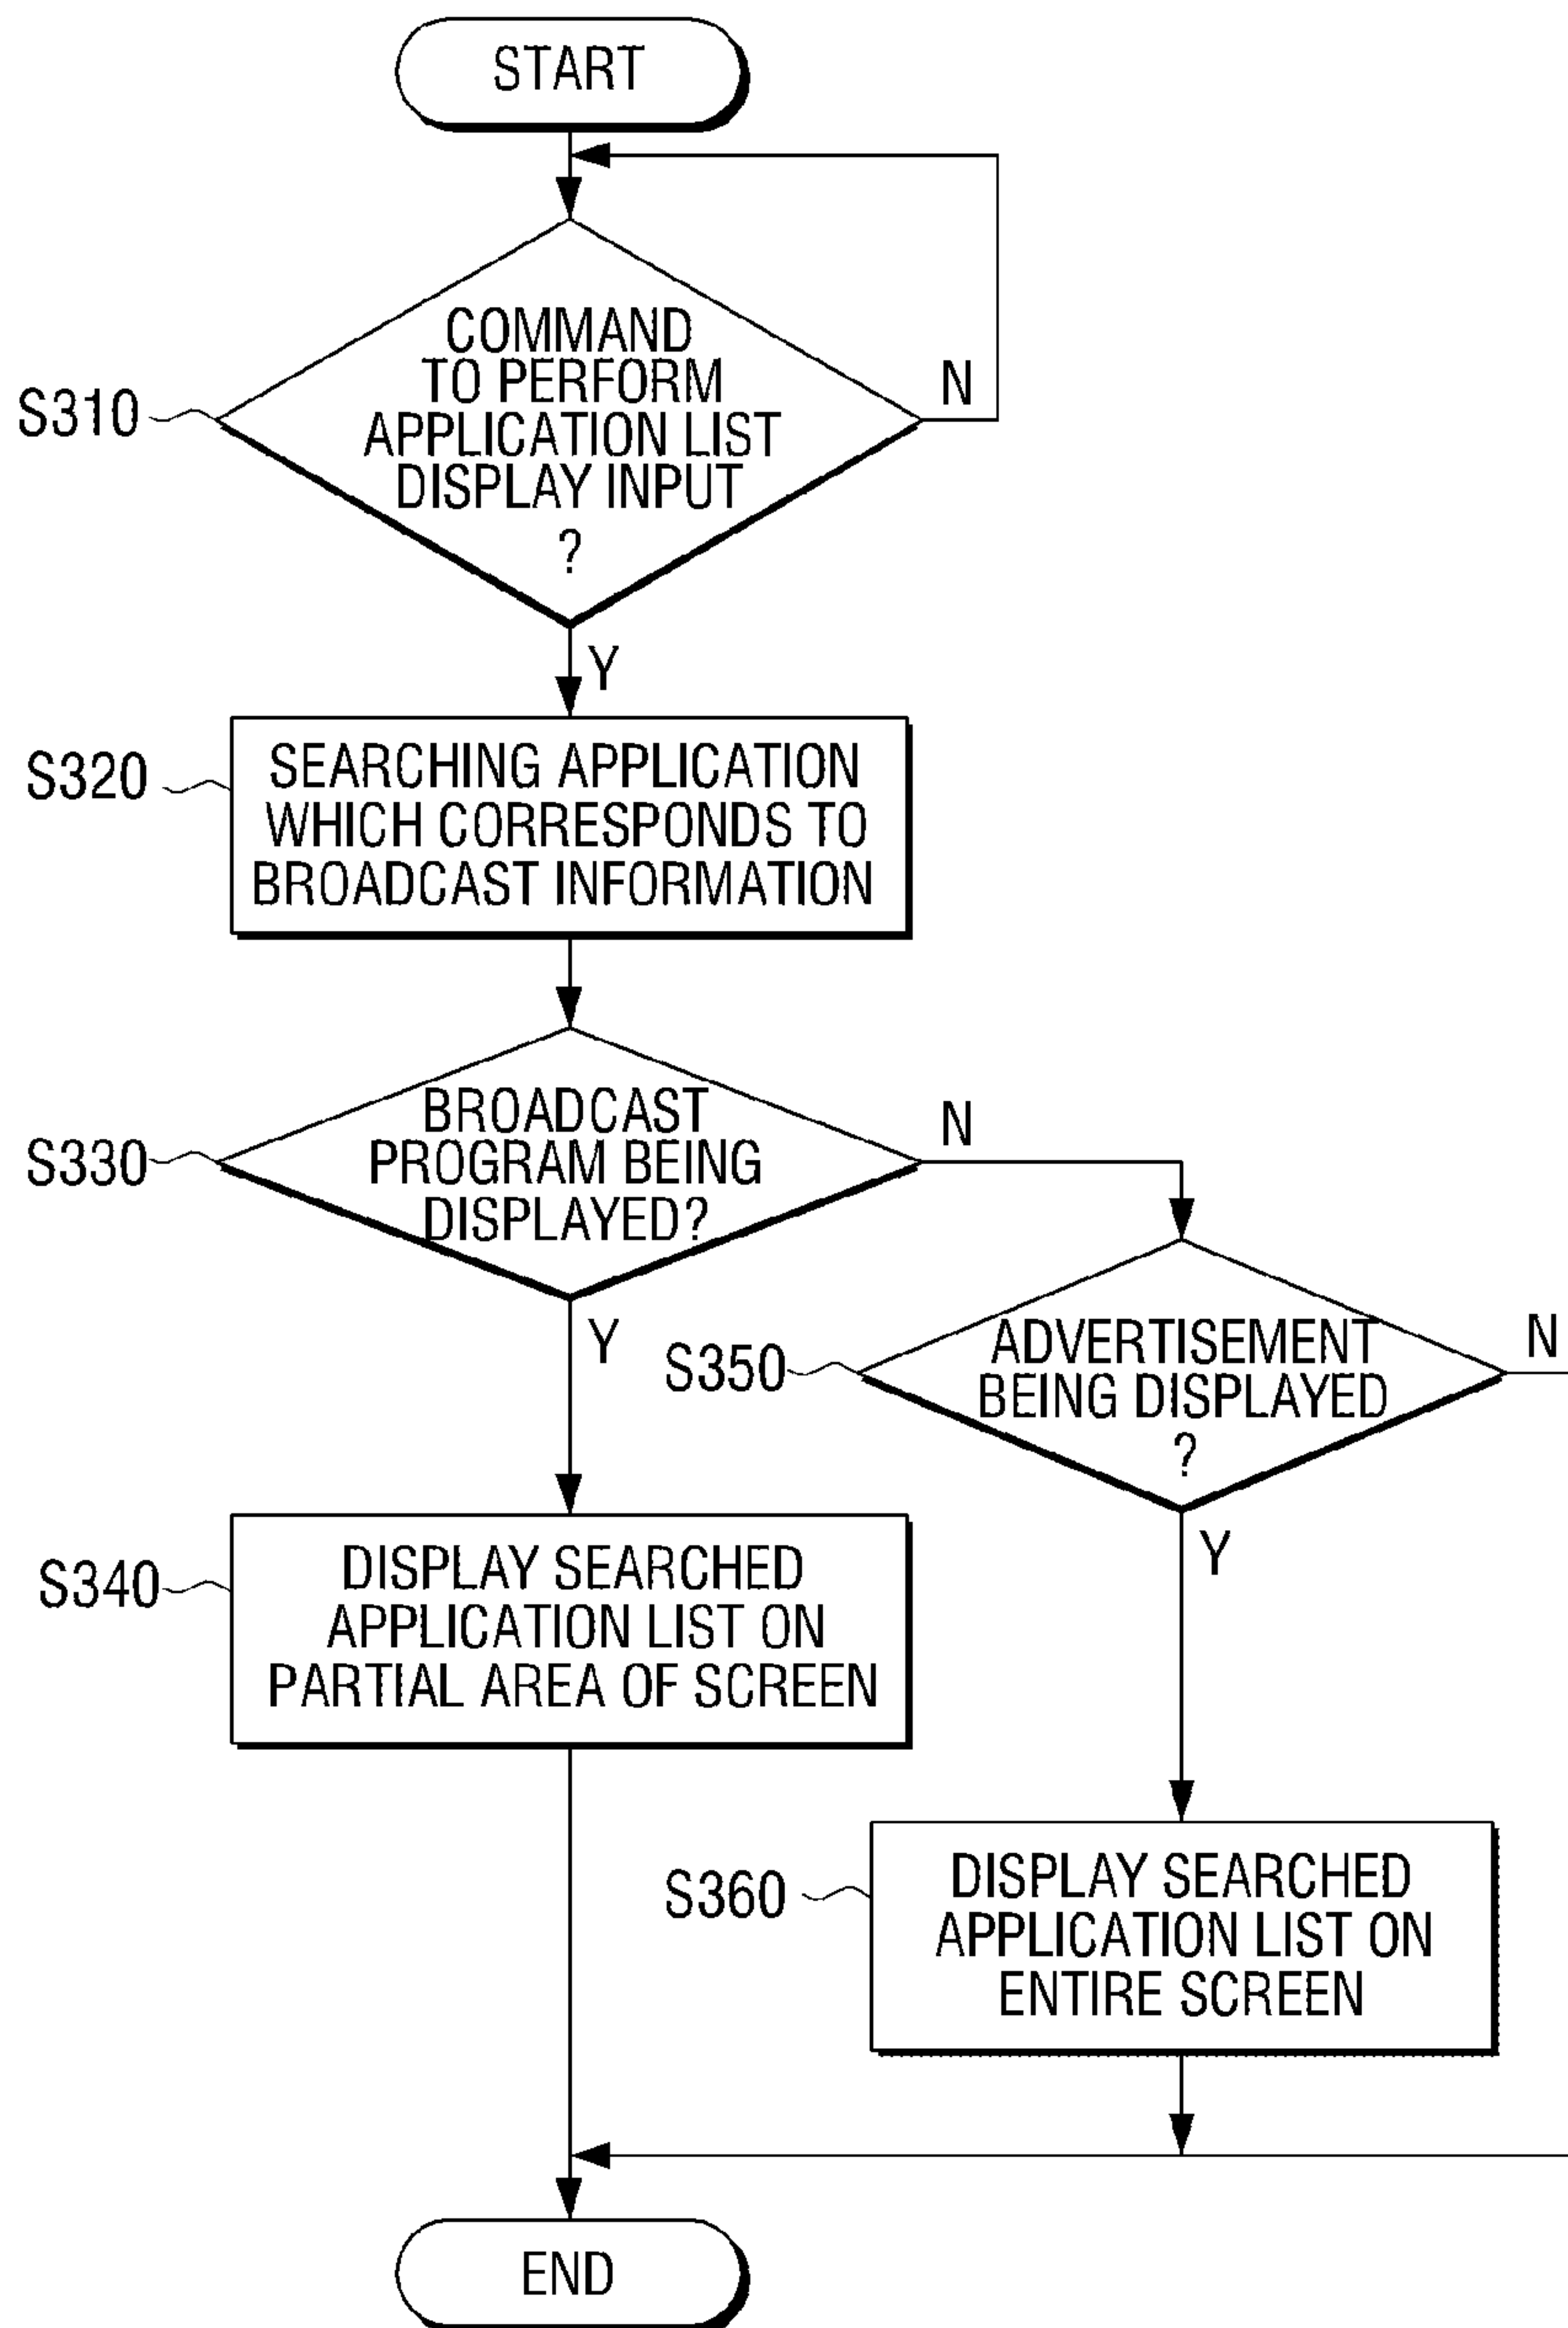 START
S310
COMMAND
TO PERFORM
APPLICATION LIST
DISPLAY INPUT
?
N
Y
S320
SEARCHING APPLICATION
WHICH CORRESPONDS TO
BROADCAST INFORMATION
S330
BROADCAST
PROGRAM BEING
DISPLAYED?
N
Y
S350
ADVERTISEMENT
BEING DISPLAYED
?
N
Y
S340
DISPLAY SEARCHED
APPLICATION LIST ON
PARTIAL AREA OF SCREEN
S360
DISPLAY SEARCHED
APPLICATION LIST ON
ENTIRE SCREEN
END